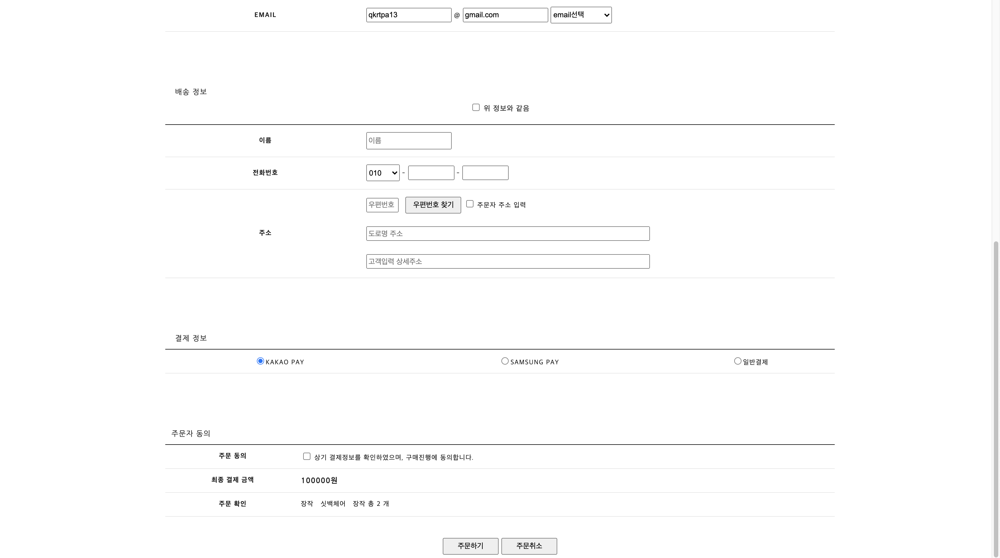 EMAIL qkrtpa13 @ gmail.com email선택
배송 정보
위 정보와 같음
이름 이름
전화번호 010 - -
우편번호 우편번호 찾기 주문자 주소 입력
주소 도로명 주소
고객입력 상세주소
결제 정보
KAKAO PAY SAMSUNG PAY 일반결제
주문자 동의
주문 동의 상기 결제정보를 확인하였으며, 구매진행에 동의합니다.
최종 결제 금액 100000원
주문 확인 장작 싯백체어 장작 총 2 개
주문하기 주문취소